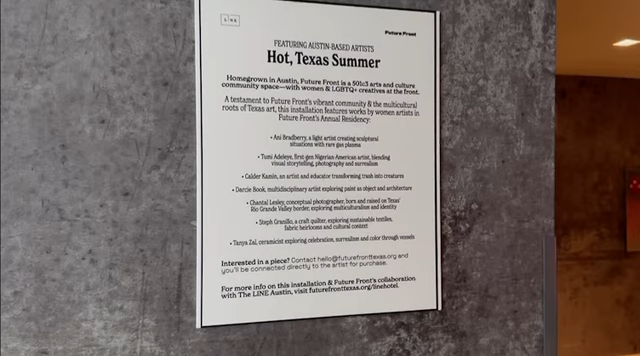 LINE
Future Front
FEATURING AUSTIN-BASED ARTISTS
Hot, Texas Summer
Homegrown in Austin, Future Front is a 501c3 arts and culture
community space—with women & LGBTQ+ creatives at the front.
A testament to Future Front's vibrant community & the multicultural
roots of Texas art, this installation features works by women artists in
Future Front's Annual Residency:
• Ani Bradberry, a light artist creating sculptural
situations with rare gas plasma
• Tumi Adeleye, first-gen Nigerian American artist, blending
visual storytelling, photography and surrealism
• Calder Kamin, an artist and educator transforming trash into creatures
• Darcie Book, multidisciplinary artist exploring paint as object and architecture
• Chantal Lesley, conceptual photographer, born and raised on Texas'
Rio Grande Valley border, exploring multiculturalism and identity
• Steph Granillo, a craft quilter, exploring sustainable textiles,
fabric heirlooms and cultural context
• Tanya Zal, ceramicist exploring celebration, surrealism and color through vessels
Interested in a piece? Contact hello@futurefronttexas.org and
you'll be connected directly to the artist for purchase.
For more info on this installation & Future Front's collaboration
with The LINE Austin, visit futurefronttexas.org/linehotel.